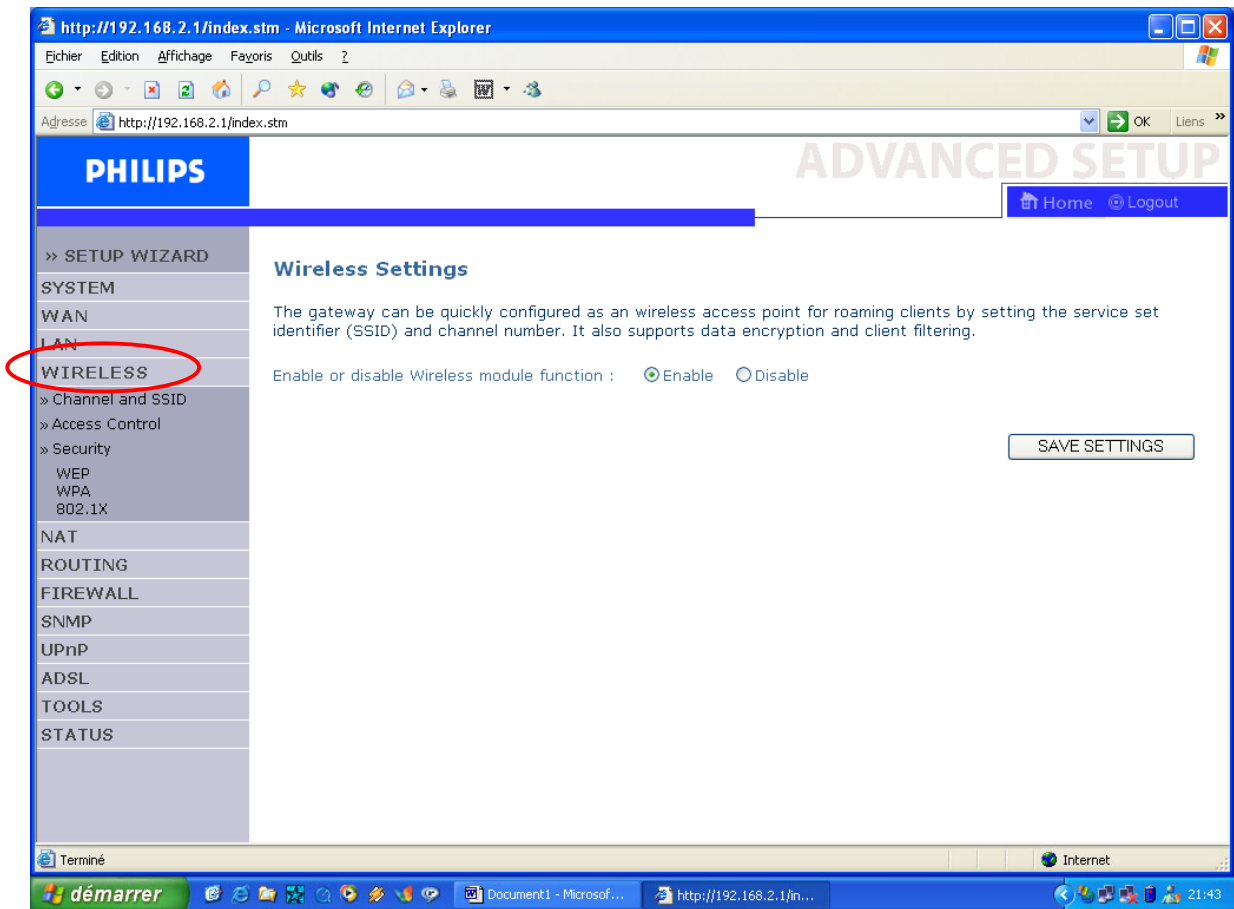 http://192.168.2.1/index.stm - Microsoft Internet Explorer
Fichier Edition Affichage Favoris Outils ?
Adresse http://192.168.2.1/index.stm OK Liens »
PHILIPS
ADVANCED SETUP
Home Logout
» SETUP WIZARD
SYSTEM
WAN
LAN
WIRELESS
» Channel and SSID
» Access Control
» Security
WEP
WPA
802.1X
NAT
ROUTING
FIREWALL
SNMP
UPnP
ADSL
TOOLS
STATUS
Wireless Settings
The gateway can be quickly configured as an wireless access point for roaming clients by setting the service set
identifier (SSID) and channel number. It also supports data encryption and client filtering.
Enable or disable Wireless module function : Enable Disable
SAVE SETTINGS
Terminé Internet
démarrer Document1 - Microsof... http://192.168.2.1/in... 21:43